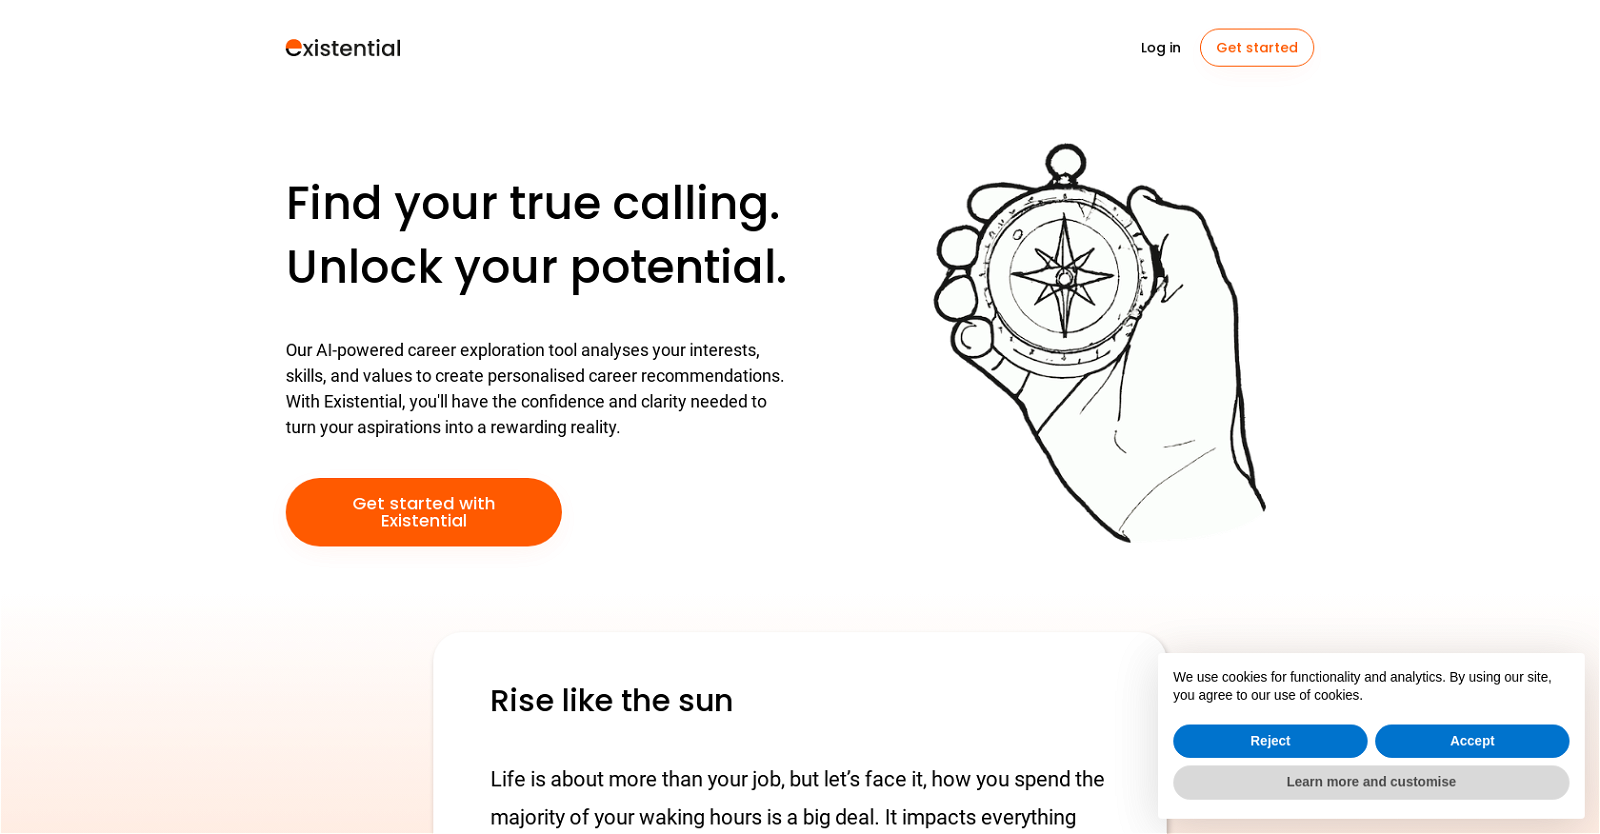 existential
Log in
Get started
Find your true calling.
Unlock your potential.
Our AI-powered career exploration tool analyses your interests,
skills, and values to create personalised career recommendations.
With Existential, you'll have the confidence and clarity needed to
turn your aspirations into a rewarding reality.
Get started with
Existential
Rise like the sun
Life is about more than your job, but let’s face it, how you spend the
majority of your waking hours is a big deal. It impacts everything
We use cookies for functionality and analytics. By using our site,
you agree to our use of cookies.
Reject
Accept
Learn more and customise